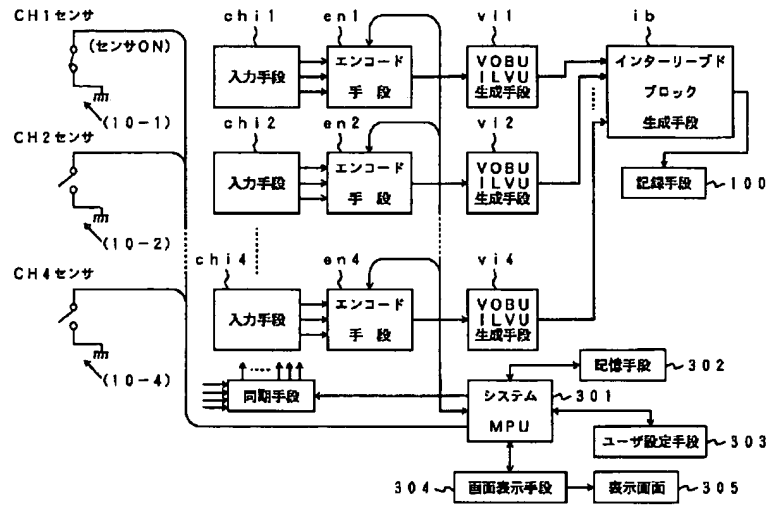 CH1センサ
(センサON)
(10-1)
CH2センサ
(10-2)
CH4センサ
(10-4)
chi1
en1
vi1
ib
入力手段
エンコード
手段
VOBU
ILVU
生成手段
インターリーブド
ブロック
生成手段
chi2
en2
vi2
入力手段
エンコード
手段
VOBU
ILVU
生成手段
記録手段
100
chi4
en4
vi4
入力手段
エンコード
手段
VOBU
ILVU
生成手段
同期手段
システム
MPU
301
記憶手段
302
ユーザ設定手段
303
304
画面表示手段
表示画面
305